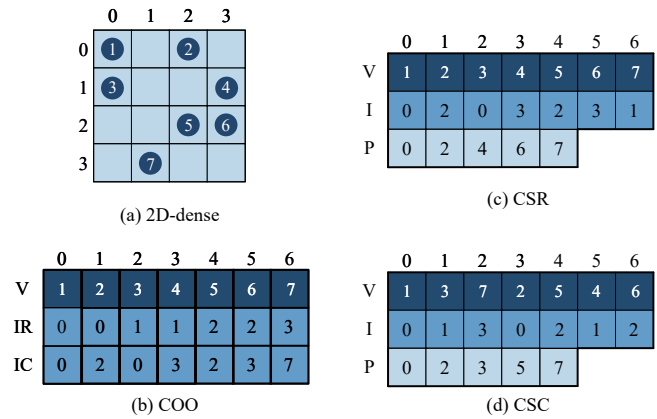 0 1 2 3
0 1 2
1 3 4
2 5 6
3 7
(a) 2D-dense
0 1 2 3 4 5 6
V 1 2 3 4 5 6 7
IR 0 0 1 1 2 2 3
IC 0 2 0 3 2 3 7
(b) COO
0 1 2 3 4 5 6
V 1 2 3 4 5 6 7
I 0 2 0 3 2 3 1
P 0 2 4 6 7
(c) CSR
0 1 2 3 4 5 6
V 1 3 7 2 5 4 6
I 0 1 3 0 2 1 2
P 0 2 3 5 7
(d) CSC